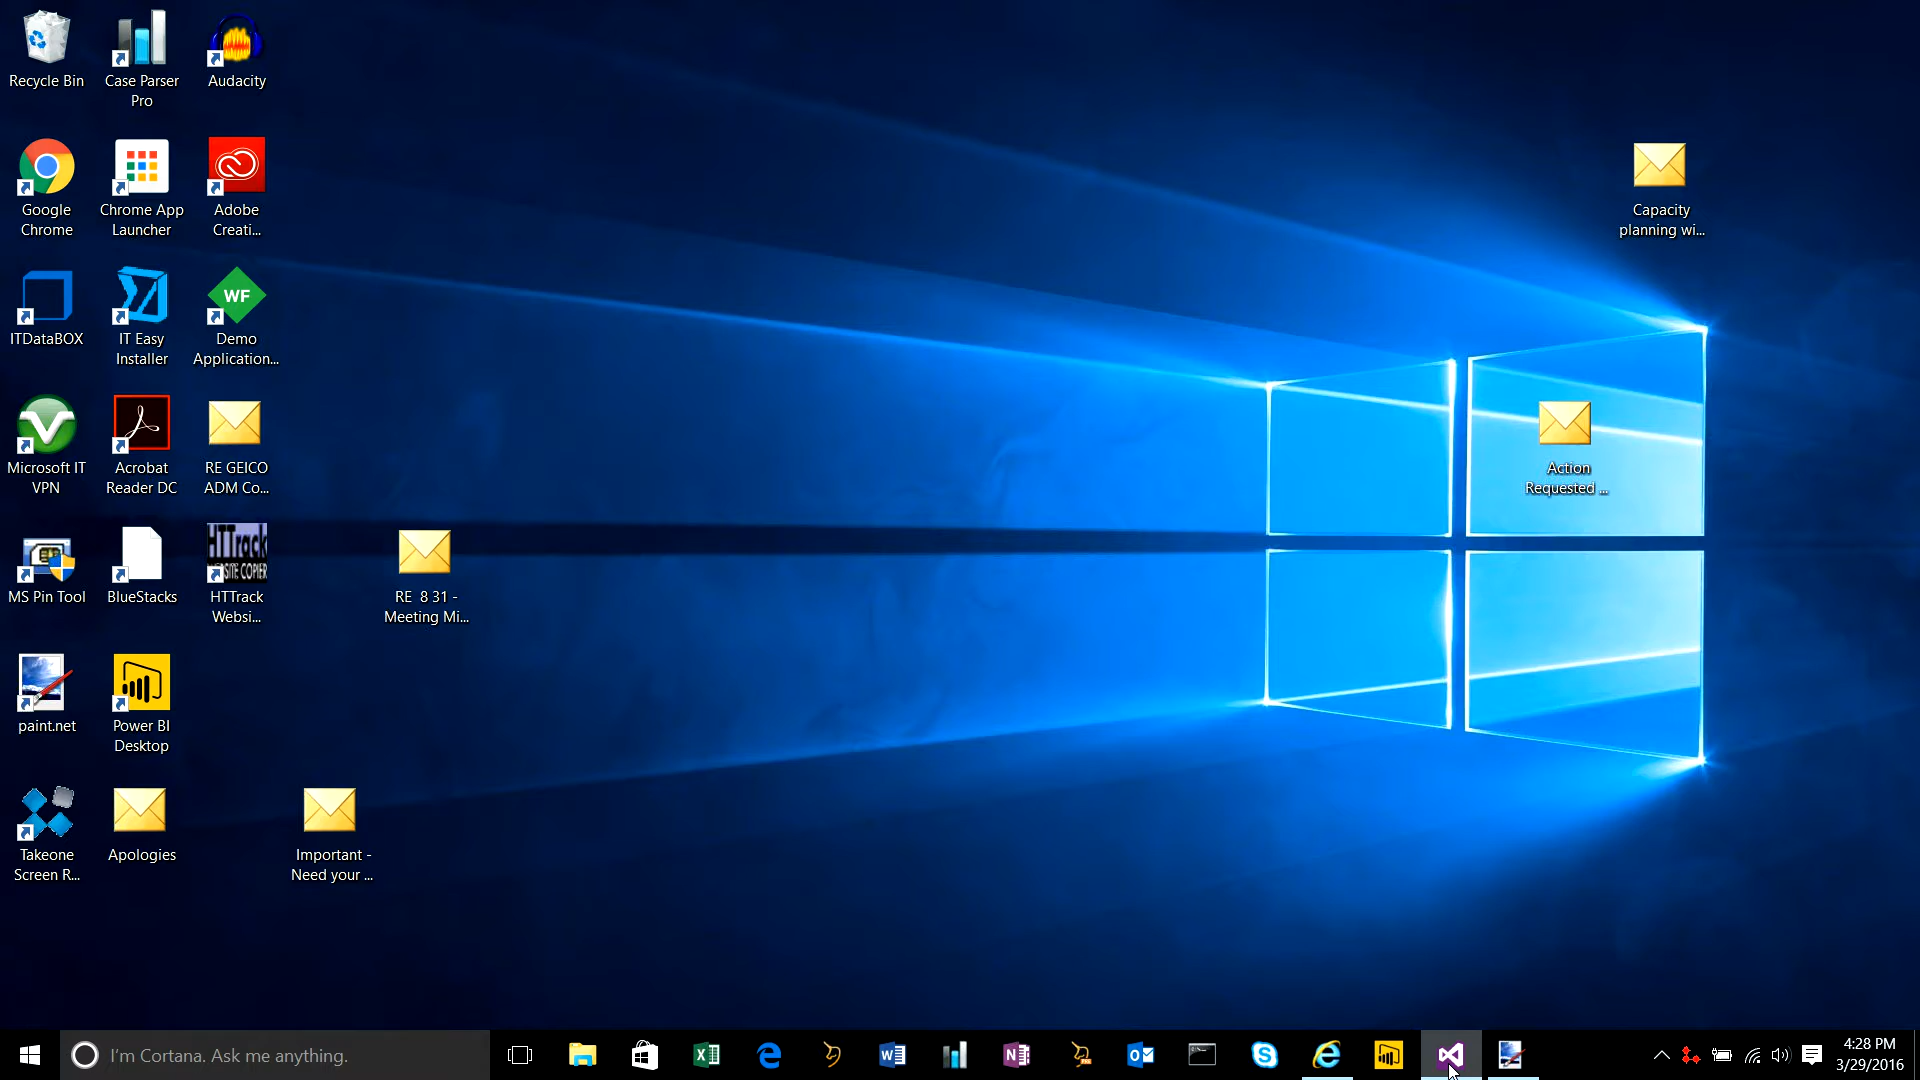 Recycle Bin
Case Parser
Pro
Audacity
Google
Chrome
Chrome App
Launcher
Adobe
Creati...
Capacity
planning wi...
ITDataBOX
IT Easy
Installer
WF
Demo
Application...
Microsoft IT
VPN
Acrobat
Reader DC
RE GEICO
ADM Co...
Action
Requested ...
MS Pin Tool
BlueStacks
HTTrack
SITE COPIER
HTTrack
Websi...
RE 8 31 -
Meeting Mi...
paint.net
Power BI
Desktop
Takeone
Screen R...
Apologies
Important -
Need your ...
I'm Cortana. Ask me anything.
4:28 PM
3/29/2016